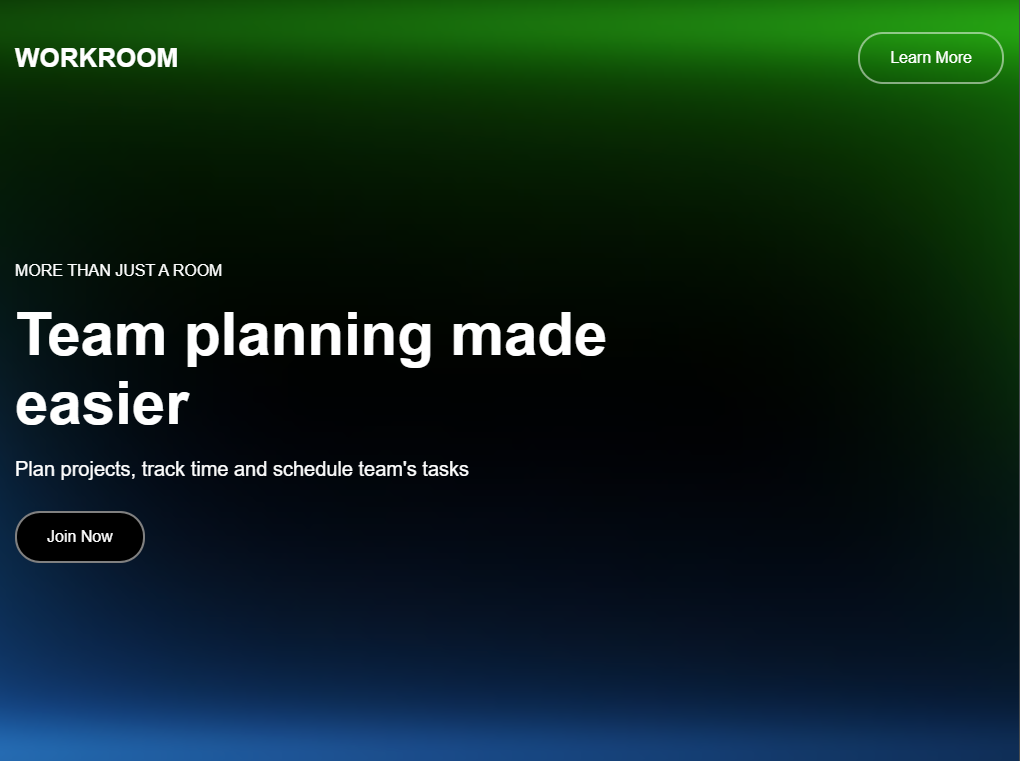 WORKROOM
Learn More
MORE THAN JUST A ROOM
Team planning made
easier
Plan projects, track time and schedule team's tasks
Join Now